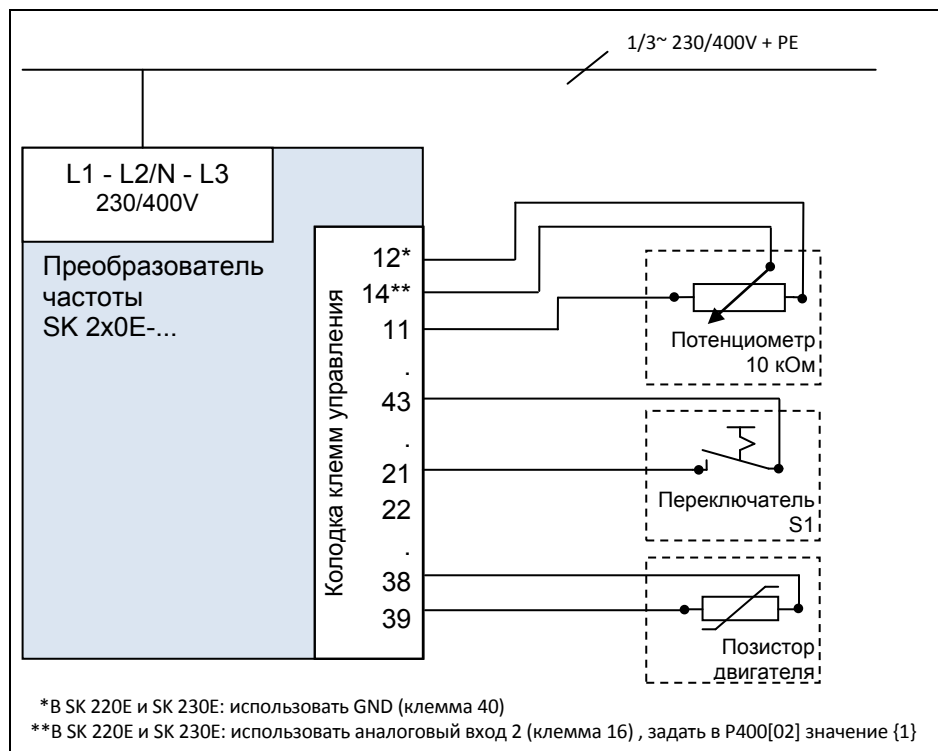 1/3~ 230/400V + PE
L1 - L2/N - L3
230/400V
Преобразователь
частоты
SK 2x0E-...
Колодка клемм управления
12*
14**
11
.
43
.
21
22
.
38
39
Потенциометр
10 кОм
Переключатель
S1
Позистор
двигателя
*В SK 220E и SK 230E: использовать GND (клемма 40)
**В SK 220E и SK 230E: использовать аналоговый вход 2 (клемма 16) , задать в P400[02] значение {1}